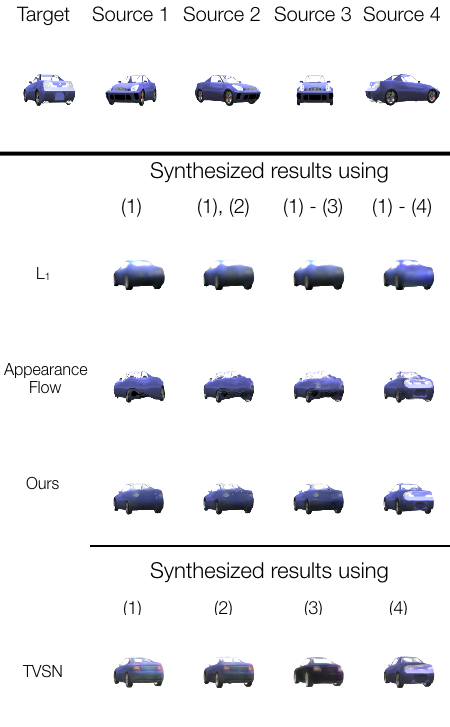 Target Source 1 Source 2 Source 3 Source 4
Synthesized results using
(1) (1), (2) (1) - (3) (1) - (4)
L₁
Appearance
Flow
Ours
Synthesized results using
(1) (2) (3) (4)
TVSN